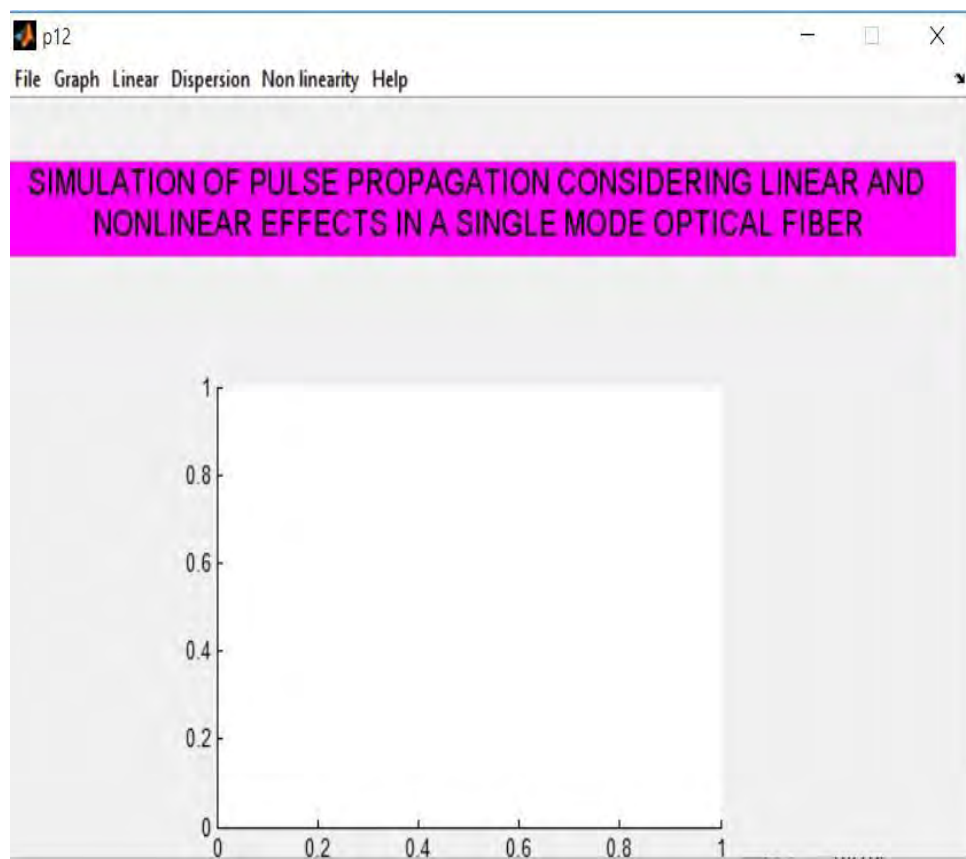 p12
File Graph Linear Dispersion Non linearity Help
SIMULATION OF PULSE PROPAGATION CONSIDERING LINEAR AND
NONLINEAR EFFECTS IN A SINGLE MODE OPTICAL FIBER
1
0.8
0.6
0.4
0.2
0
0 0.2 0.4 0.6 0.8 1